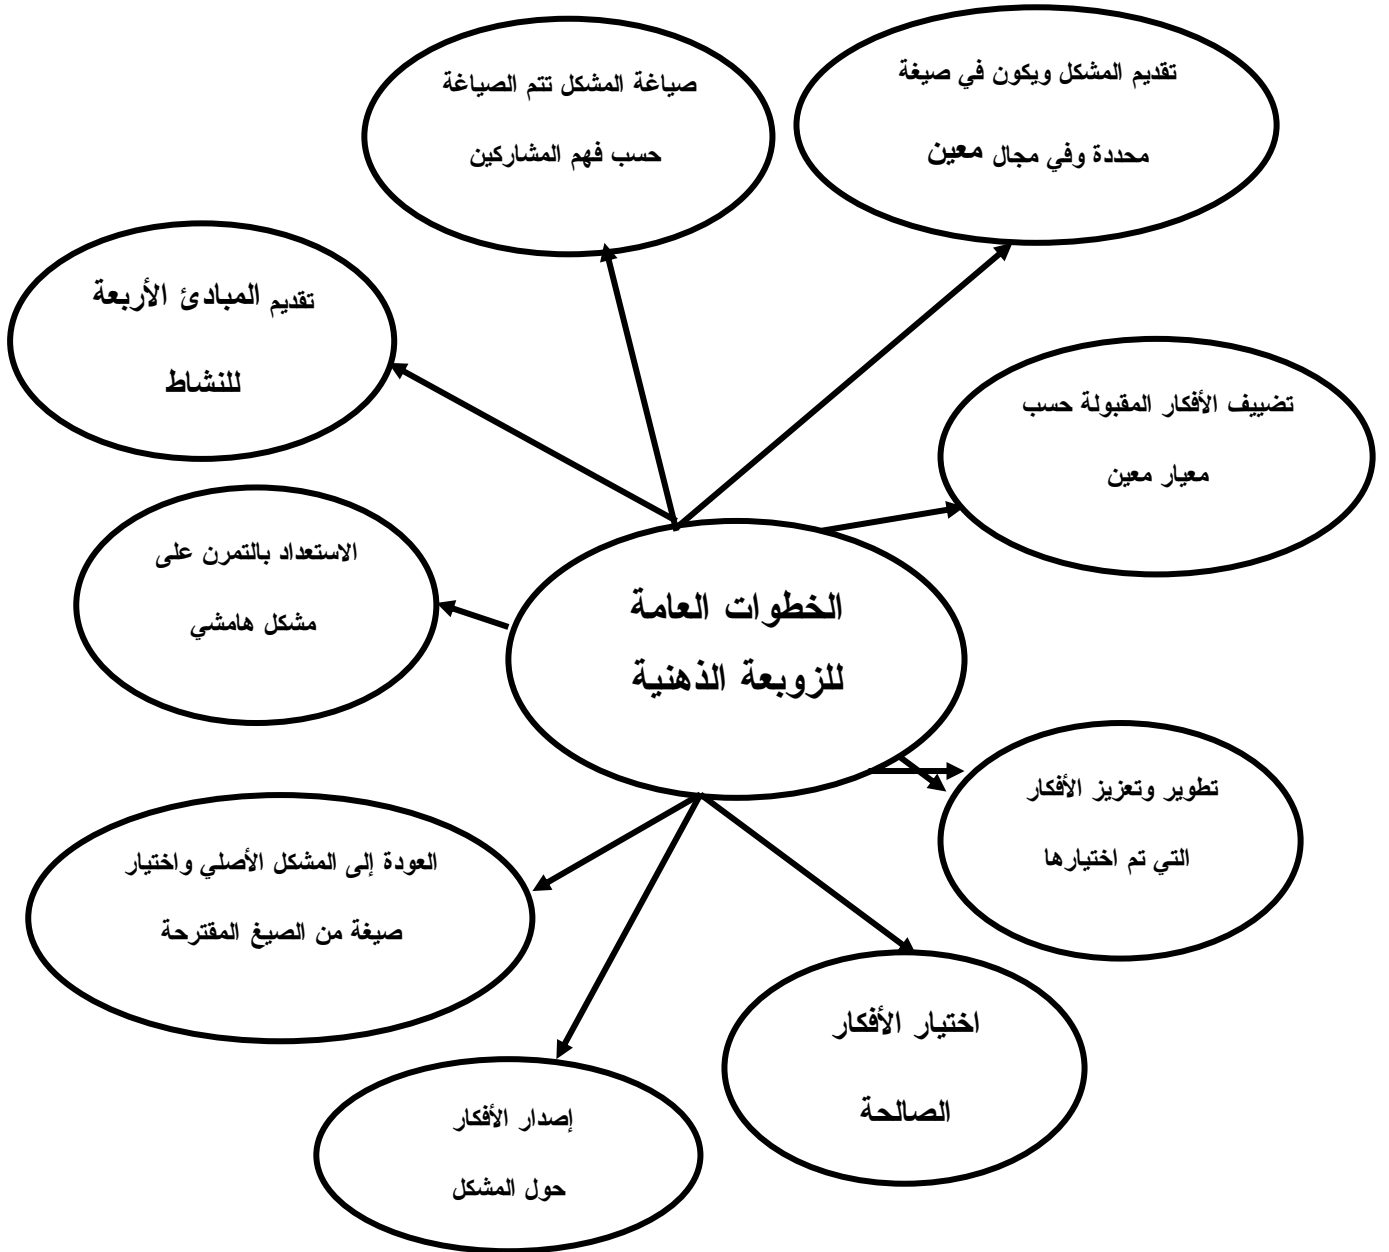 تقديم المشكل ويكون في صيغة
محددة وفي مجال معين
صياغة المشكل تتم الصياغة
حسب فهم المشاركين
تقديم المبادئ الأربعة
للنشاط
الاستعداد بالتمرن على
مشكل هامشي
العودة إلى المشكل الأصلي واختيار
صيغة من الصيغ المقترحة
إصدار الأفكار
حول المشكل
اختيار الأفكار
الصالحة
تطوير وتعزيز الأفكار
التي تم اختيارها
تضييف الأفكار المقبولة حسب
معيار معين
الخطوات العامة
للزوبعة الذهنية